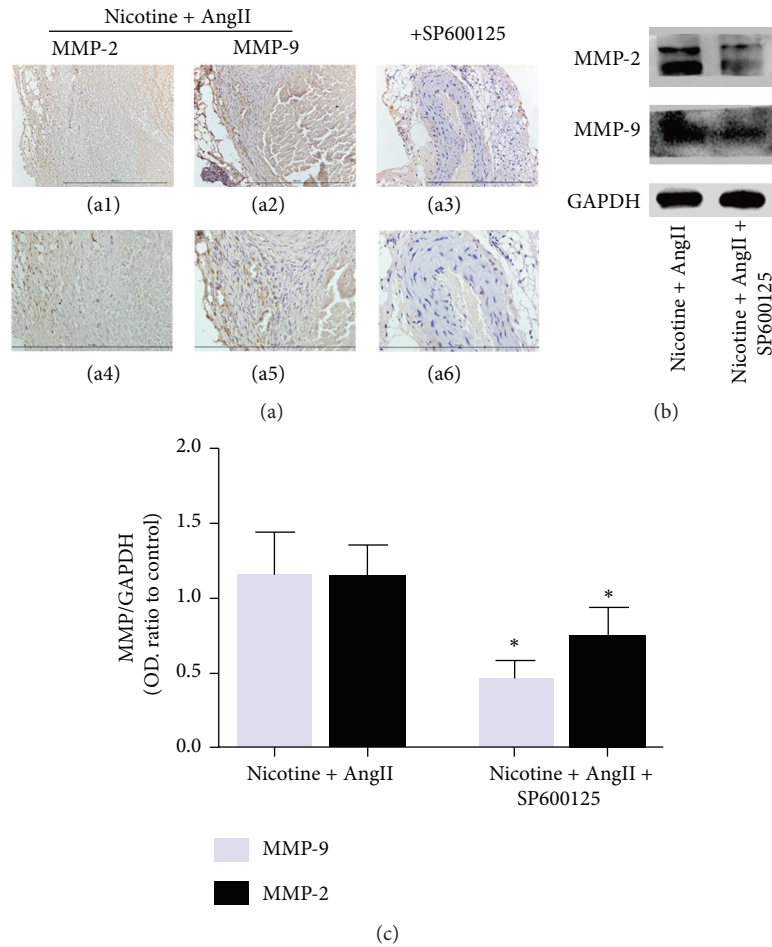 Nicotine + AngII
MMP-2
MMP-9
+SP600125
(a1)
(a2)
(a3)
(a4)
(a5)
(a6)
(a)
MMP-2
MMP-9
GAPDH
Nicotine + AngII
Nicotine + AngII +
SP600125
(b)
2.0
1.5
1.0
0.5
0.0
MMP/GAPDH
(OD. ratio to control)
*
*
Nicotine + AngII
Nicotine + AngII +
SP600125
MMP-9
MMP-2
(c)